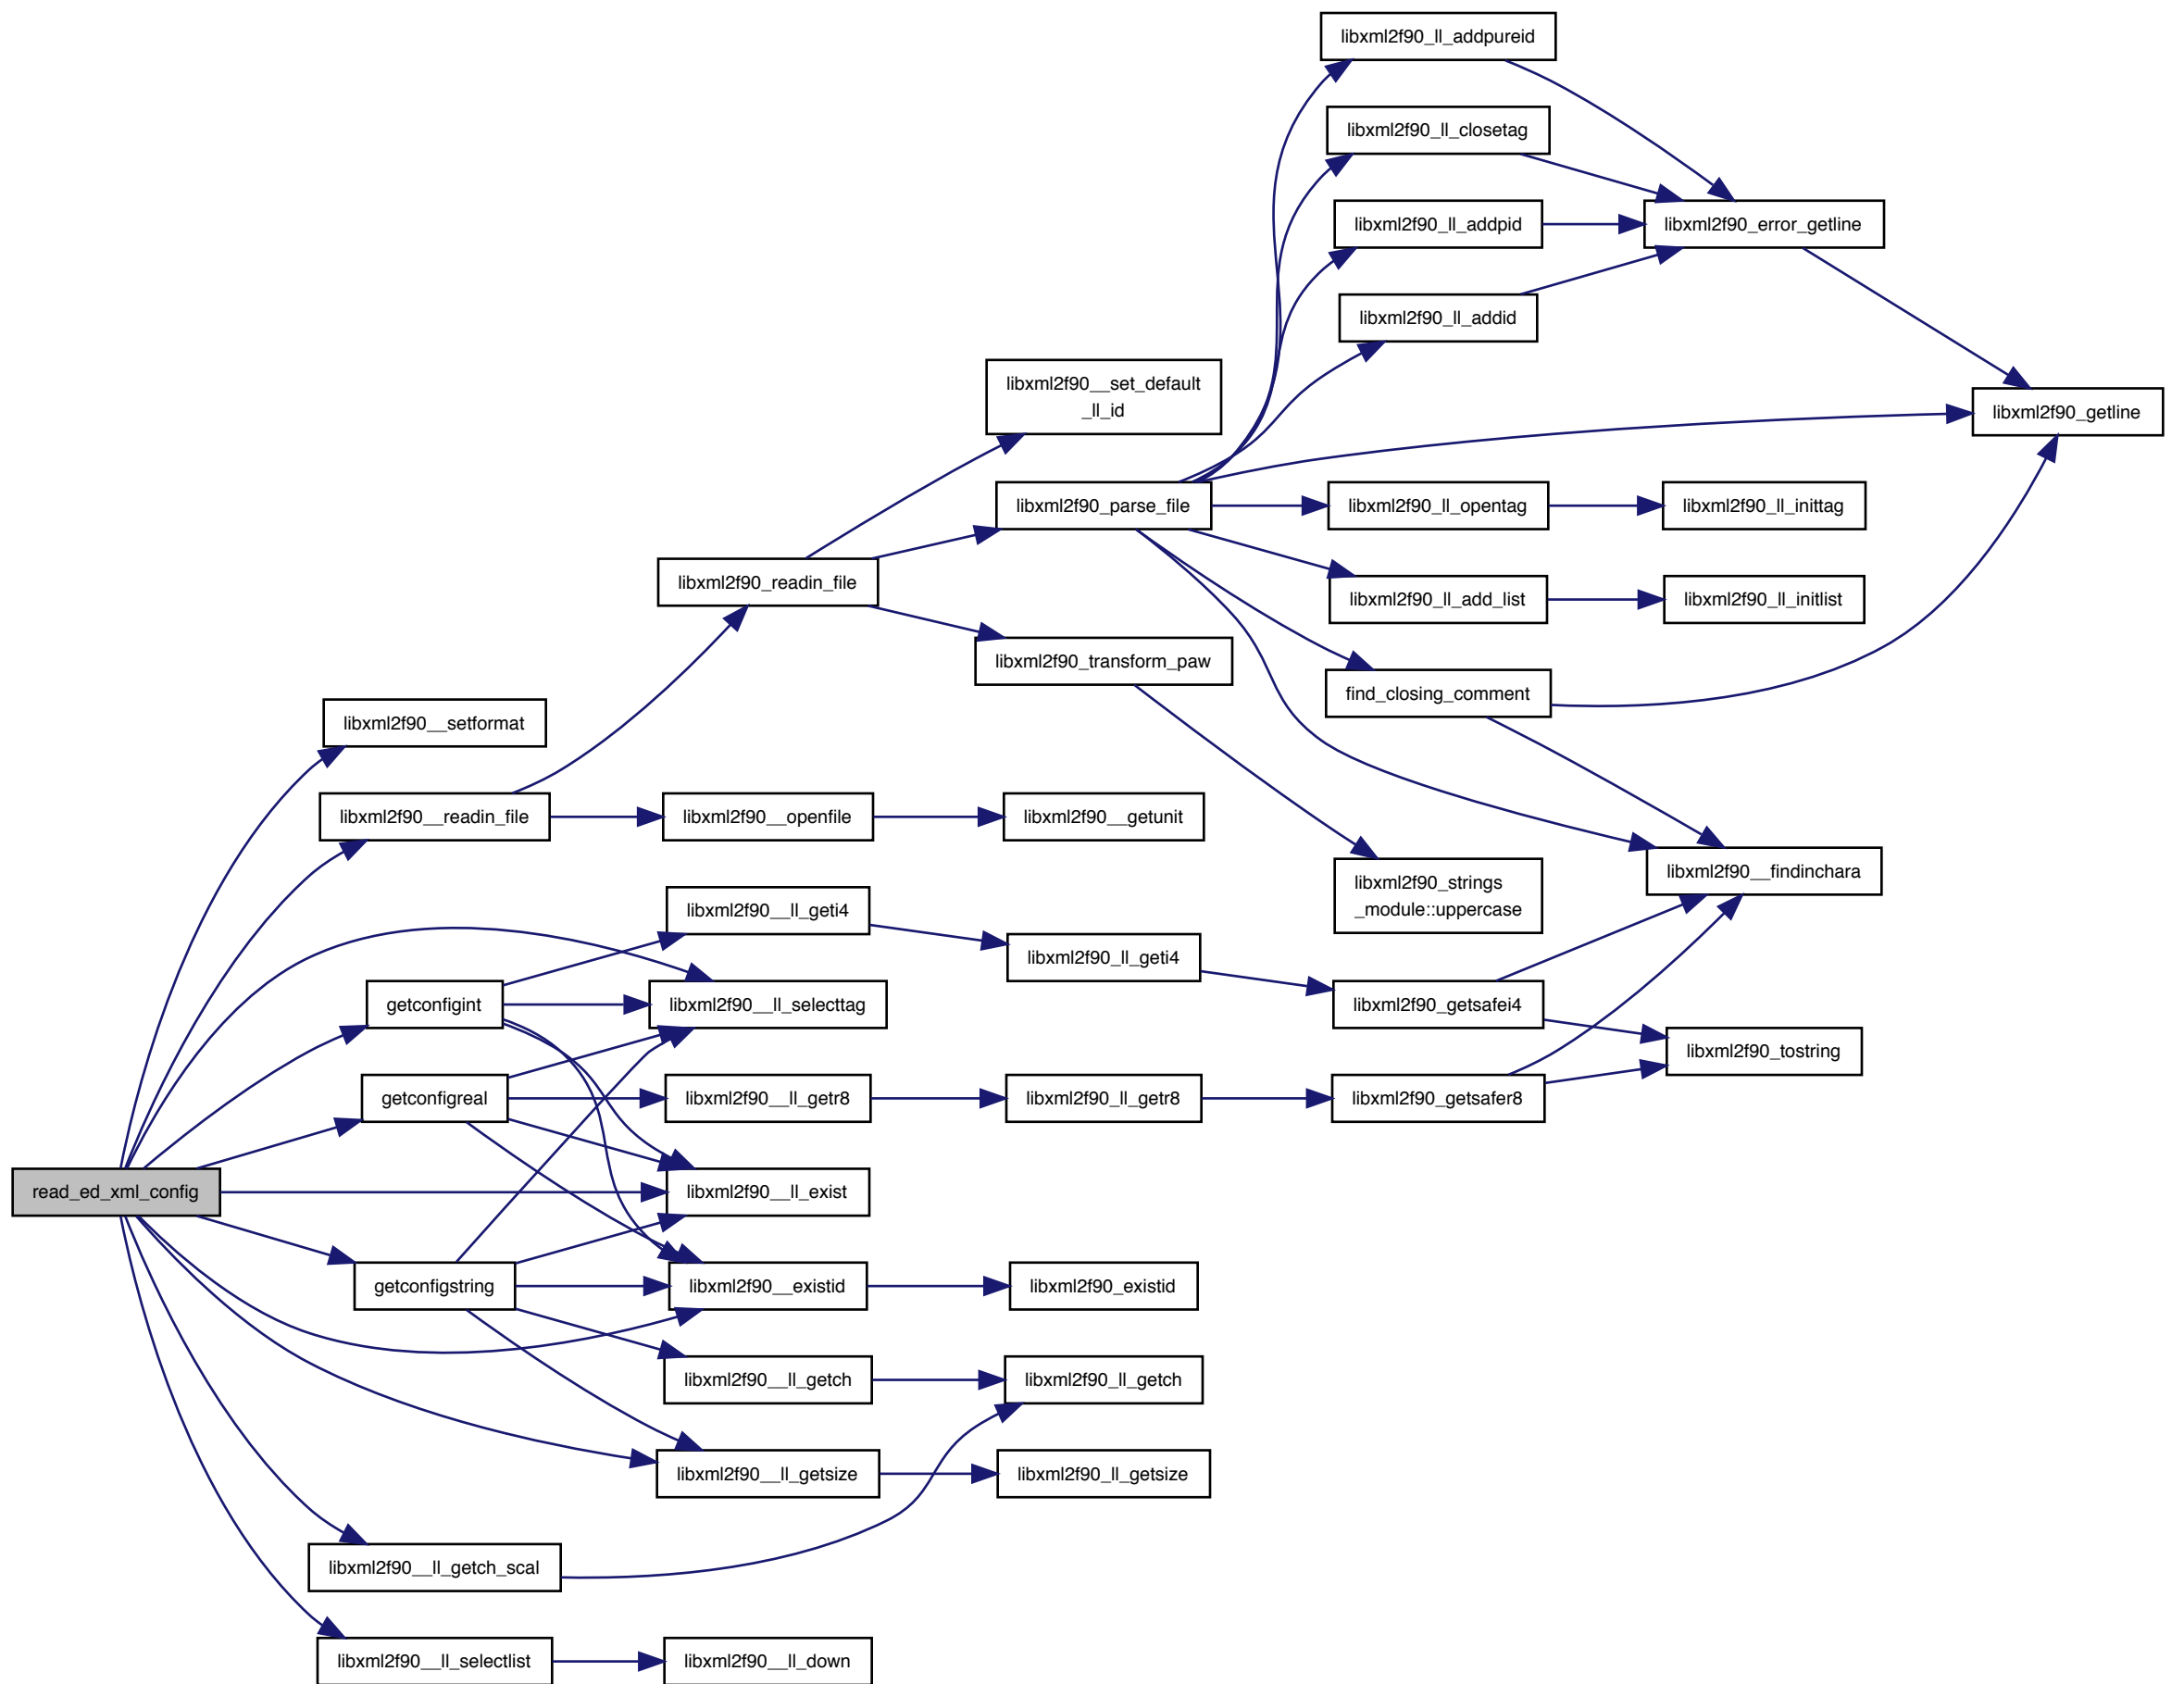 libxml2f90_ll_addpureid
libxml2f90_ll_closetag
libxml2f90_ll_addpid
libxml2f90_error_getline
libxml2f90_ll_addid
libxml2f90__set_default
_ll_id
libxml2f90_getline
libxml2f90_parse_file
libxml2f90_ll_opentag
libxml2f90_ll_inittag
libxml2f90_readin_file
libxml2f90_ll_add_list
libxml2f90_ll_initlist
libxml2f90_transform_paw
find_closing_comment
libxml2f90__setformat
libxml2f90__readin_file
libxml2f90__openfile
libxml2f90__getunit
libxml2f90_strings
_module::uppercase
libxml2f90__findinchara
libxml2f90__ll_geti4
libxml2f90_ll_geti4
getconfigint
libxml2f90__ll_selecttag
libxml2f90_getsafei4
libxml2f90_tostring
getconfigreal
libxml2f90__ll_getr8
libxml2f90_ll_getr8
libxml2f90_getsafer8
read_ed_xml_config
libxml2f90__ll_exist
getconfigstring
libxml2f90__existid
libxml2f90_existid
libxml2f90__ll_getch
libxml2f90_ll_getch
libxml2f90__ll_getsize
libxml2f90_ll_getsize
libxml2f90__ll_getch_scal
libxml2f90__ll_selectlist
libxml2f90__ll_down